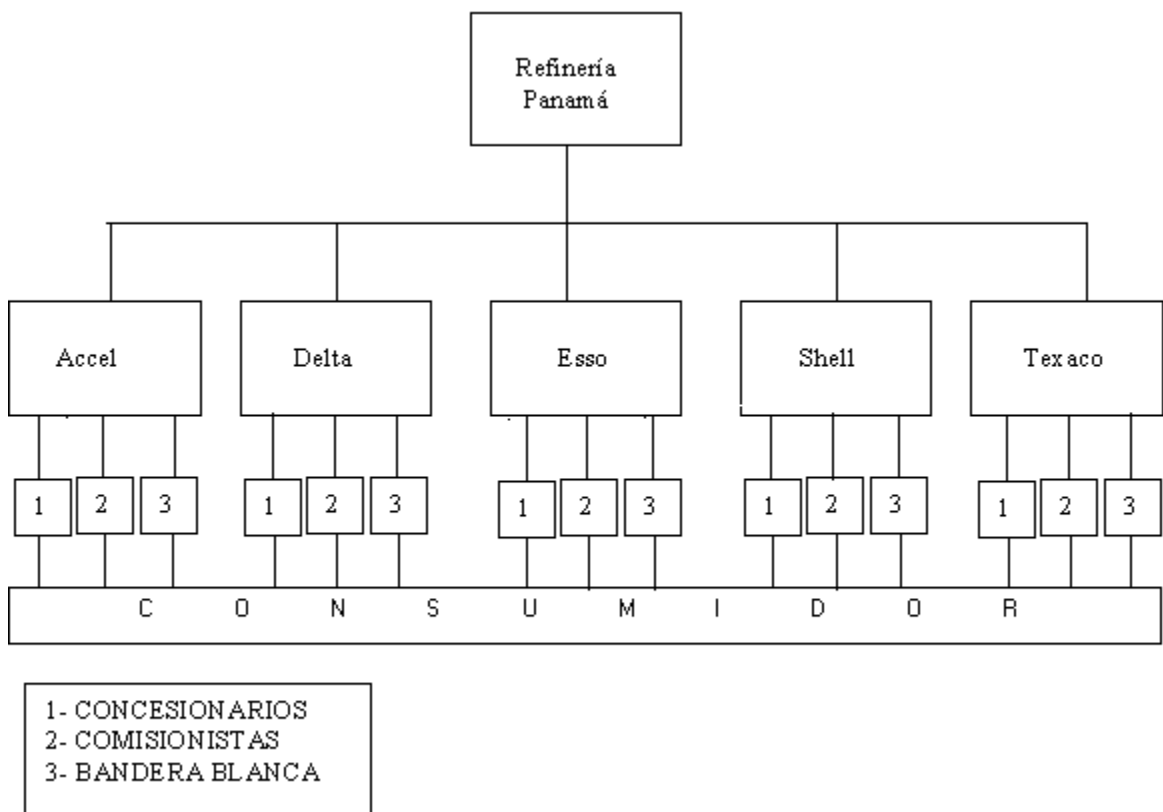 Refinería
Panamá
Accel Delta Esso Shell Texaco
1 2 3 1 2 3 1 2 3 1 2 3 1 2 3
C O N S U M I D O R
1- CONCESIONARIOS
2- COMISIONISTAS
3- BANDERA BLANCA